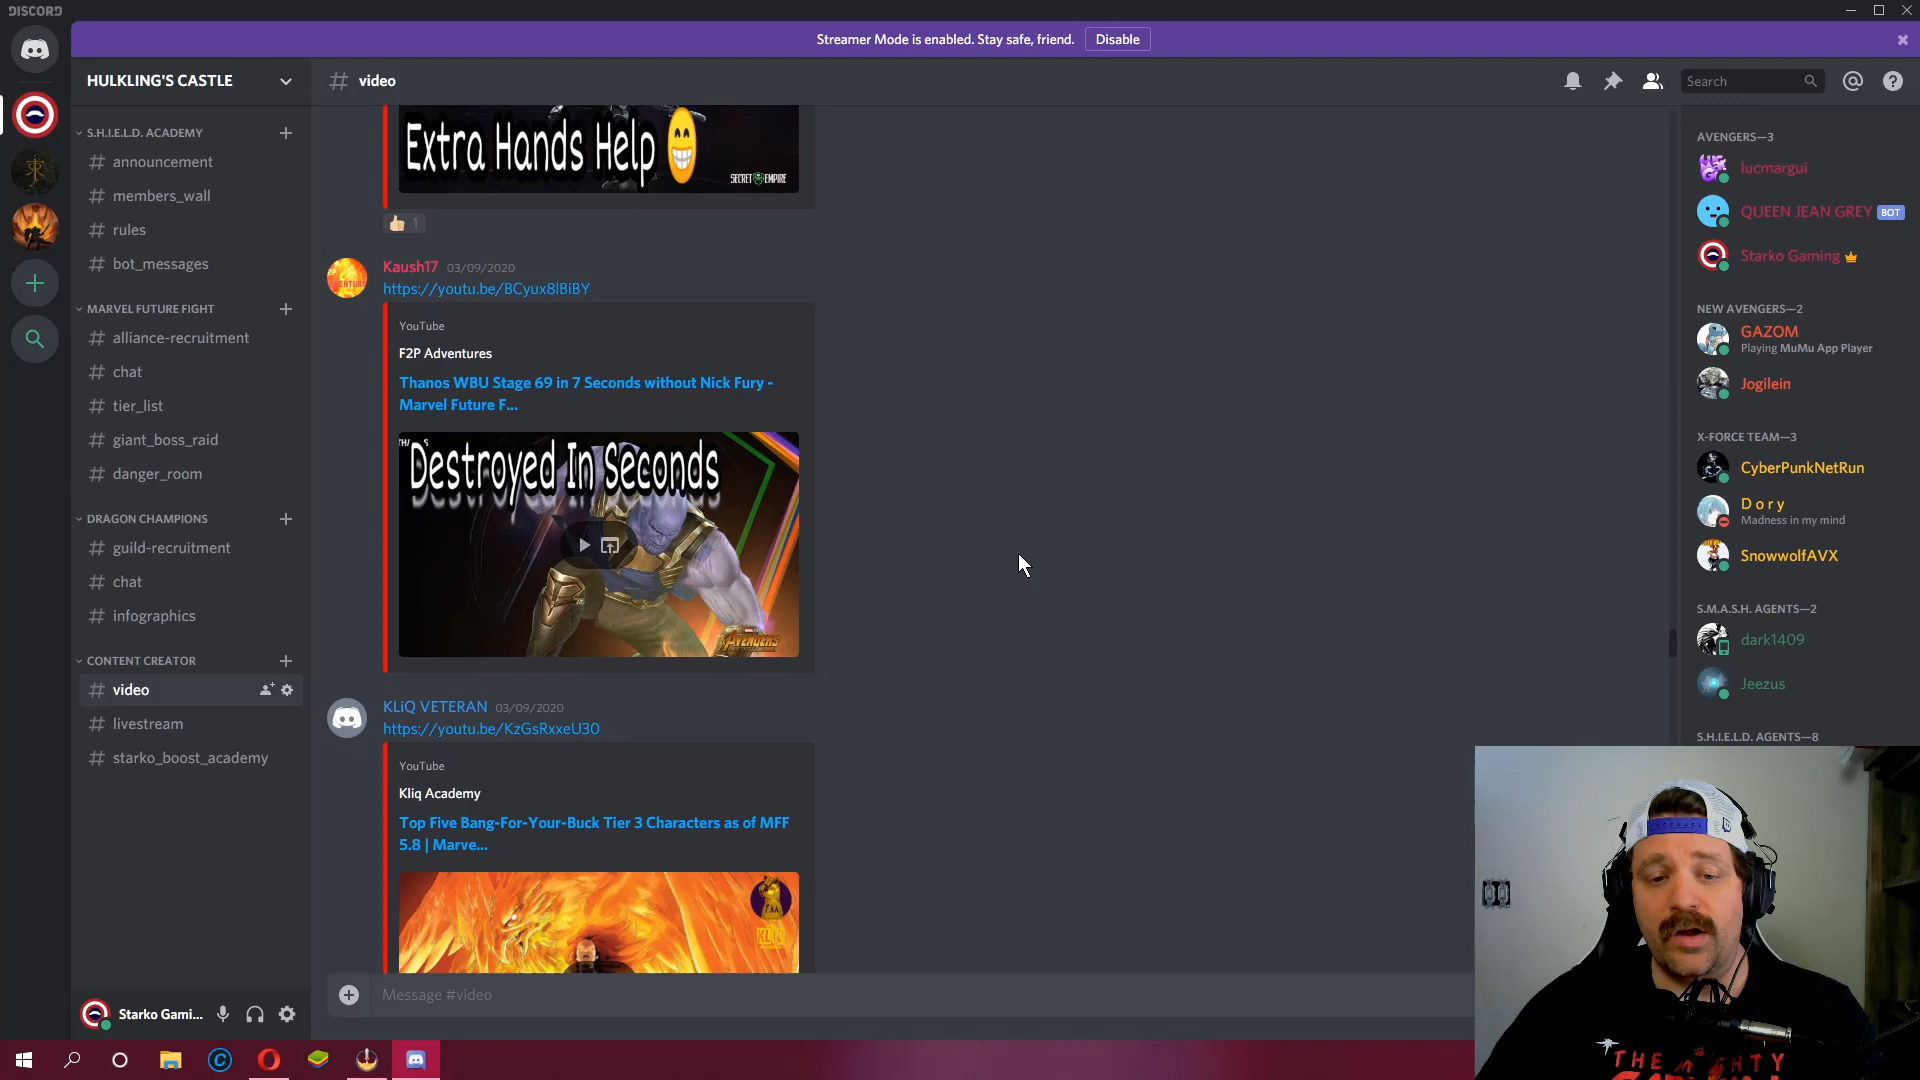 DISCORD
Streamer Mode is enabled. Stay safe, friend.
Disable
HULKLING'S CASTLE
# video
Search
S.H.I.E.L.D. ACADEMY
# announcement
# members_wall
# rules
# bot_messages
MARVEL FUTURE FIGHT
# alliance-recruitment
# chat
# tier_list
# giant_boss_raid
# danger_room
DRAGON CHAMPIONS
# guild-recruitment
# chat
# infographics
CONTENT CREATOR
# video
# livestream
# starko_boost_academy
Starko Gami...
Extra Hands Help
SECRET EMPIRE
1
Kaush17 03/09/2020
https://youtu.be/BCyux8lBiBY
YouTube
F2P Adventures
Thanos WBU Stage 69 in 7 Seconds without Nick Fury -
Marvel Future F...
Destroyed In Seconds
AVENGERS
KLiQ VETERAN 03/09/2020
https://youtu.be/KzGsRxxeU30
YouTube
Kliq Academy
Top Five Bang-For-Your-Buck Tier 3 Characters as of MFF
5.8 | Marve...
KLiQ
Message #video
AVENGERS—3
lucmargui
QUEEN JEAN GREY BOT
Starko Gaming
NEW AVENGERS—2
GAZOM
Playing MuMu App Player
Jogilein
X-FORCE TEAM—3
CyberPunkNetRun
D o r y
Madness in my mind
SnowwolfAVX
S.M.A.S.H. AGENTS—2
dark1409
Jeezus
S.H.I.E.L.D. AGENTS—8
THE MIGHTY